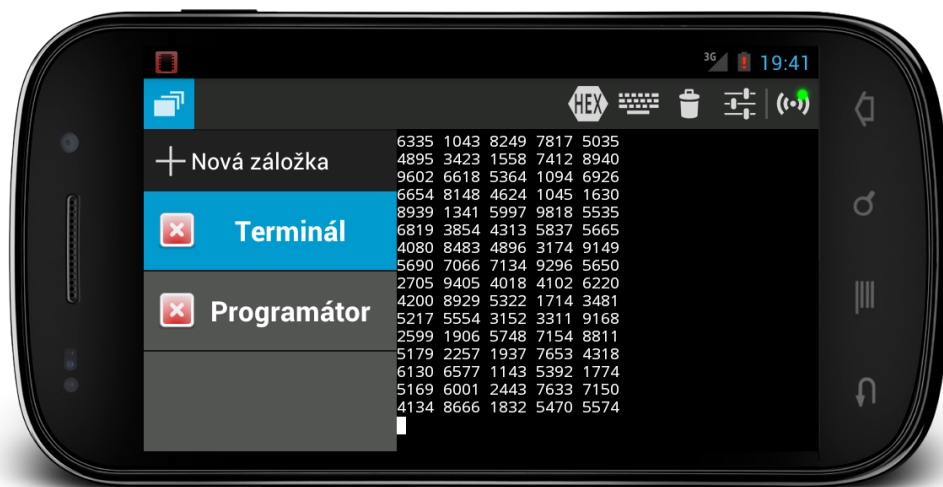 3G 19:41
HEX
Nová záložka
Terminál
Programátor
6335 1043 8249 7817 5035
4895 3423 1558 7412 8940
9602 6618 5364 1094 6926
6654 8148 4624 1045 1630
8939 1341 5997 9818 5535
6819 3854 4313 5837 5665
4080 8483 4896 3174 9149
5690 7066 7134 9296 5650
2705 9405 4018 4102 6220
4200 8929 5322 1714 3481
5217 5554 3152 3311 9168
2599 1906 5748 7154 8811
5179 2257 1937 7653 4318
6130 6577 1143 5392 1774
5169 6001 2443 7633 7150
4134 8666 1832 5470 5574